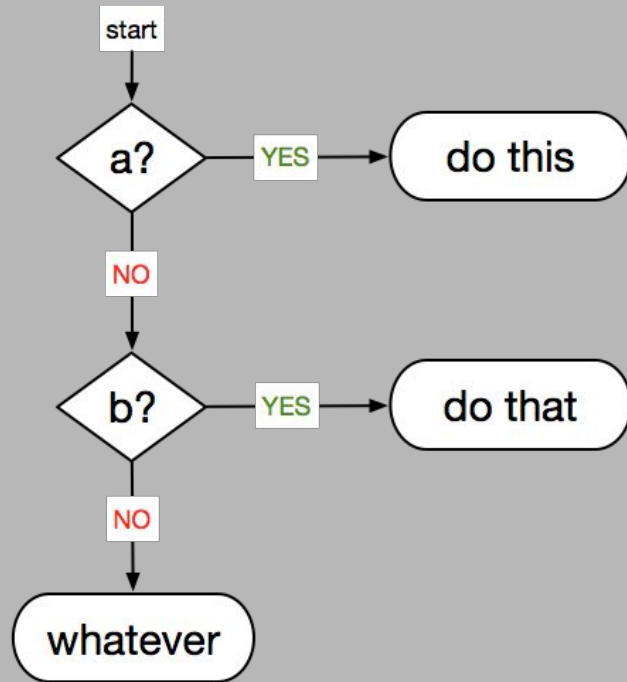 start
a?
YES
do this
NO
b?
YES
do that
NO
whatever